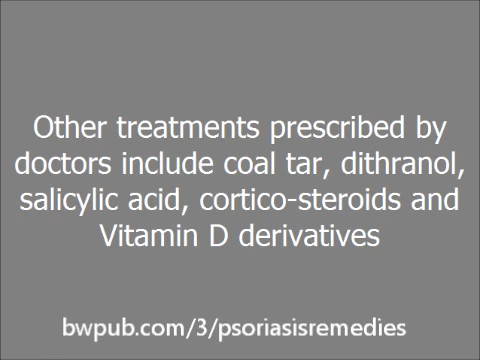 Other treatments prescribed by
doctors include coal tar, dithranol,
salicylic acid, cortico-steroids and
Vitamin D derivatives
bwpub.com/3/psoriasisremedies